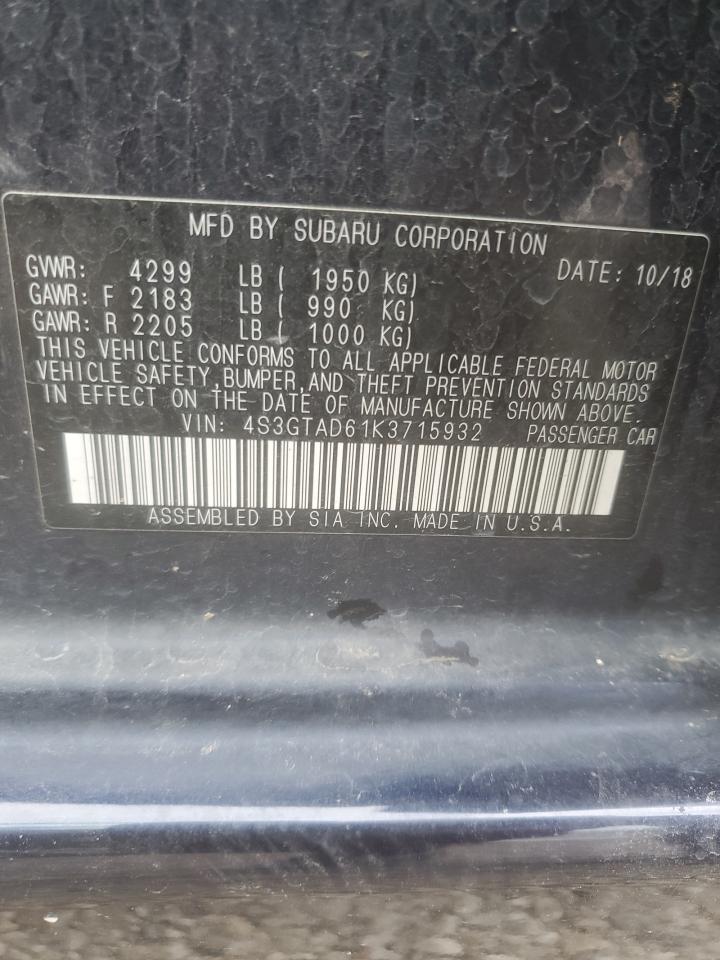 MFD BY SUBARU CORPORATION
GVWR: 4299 LB ( 1950 KG) DATE: 10/18
GAWR: F 2183 LB ( 990 KG)
GAWR: R 2205 LB ( 1000 KG)
THIS VEHICLE CONFORMS TO ALL APPLICABLE FEDERAL MOTOR
VEHICLE SAFETY,BUMPER,AND THEFT PREVENTION STANDARDS
IN EFFECT ON THE DATE OF MANUFACTURE SHOWN ABOVE.
VIN: 4S3GTAD61K3715932 PASSENGER CAR
ASSEMBLED BY SIA INC. MADE IN U.S.A.